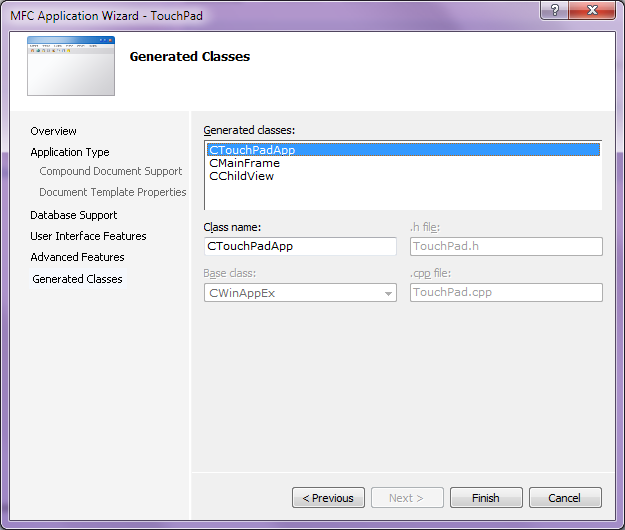 MFC Application Wizard - TouchPad
Generated Classes
Overview
Application Type
Compound Document Support
Document Template Properties
Database Support
User Interface Features
Advanced Features
Generated Classes
Generated classes:
CTouchPadApp
CMainFrame
CChildView
Class name:
.h file:
CTouchPadApp
TouchPad.h
Base class:
.cpp file:
CWinAppEx
TouchPad.cpp
< Previous
Next >
Finish
Cancel